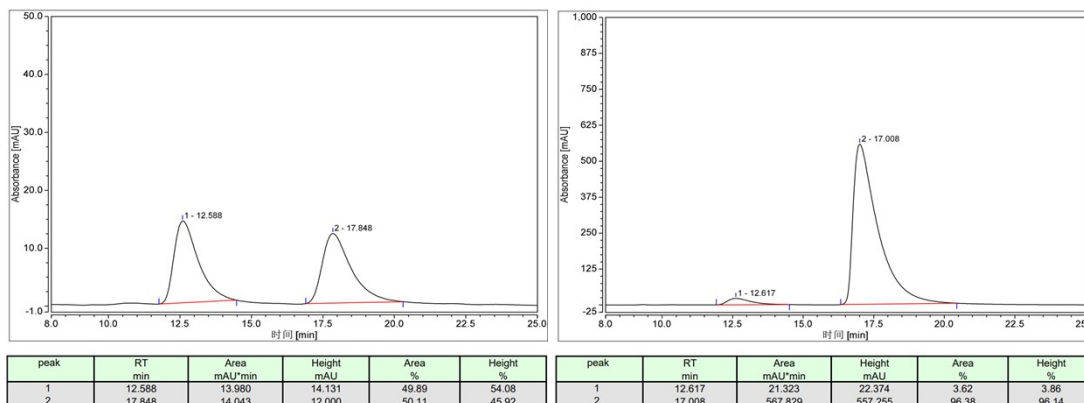 50.0
40.0
30.0
20.0
10.0
-1.0
Absorbance [mAU]
1 - 12.588
2 - 17.848
8.0 10.0 12.5 15.0 17.5 20.0 22.5 25.0
时间 [min]
1,000
875
750
625
500
375
250
125
-25
Absorbance [mAU]
1 - 12.617
2 - 17.008
8.0 10.0 12.5 15.0 17.5 20.0 22.5 25.0
时间 [min]
peak RT Area Height Area Height
min mAU*min mAU % %
1 12.588 13.980 14.131 49.89 54.08
2 17.848 14.043 12.000 50.11 45.92
peak RT Area Height Area Height
min mAU*min mAU % %
1 12.617 21.323 22.374 3.62 3.86
2 17.008 567.829 557.255 96.38 96.14